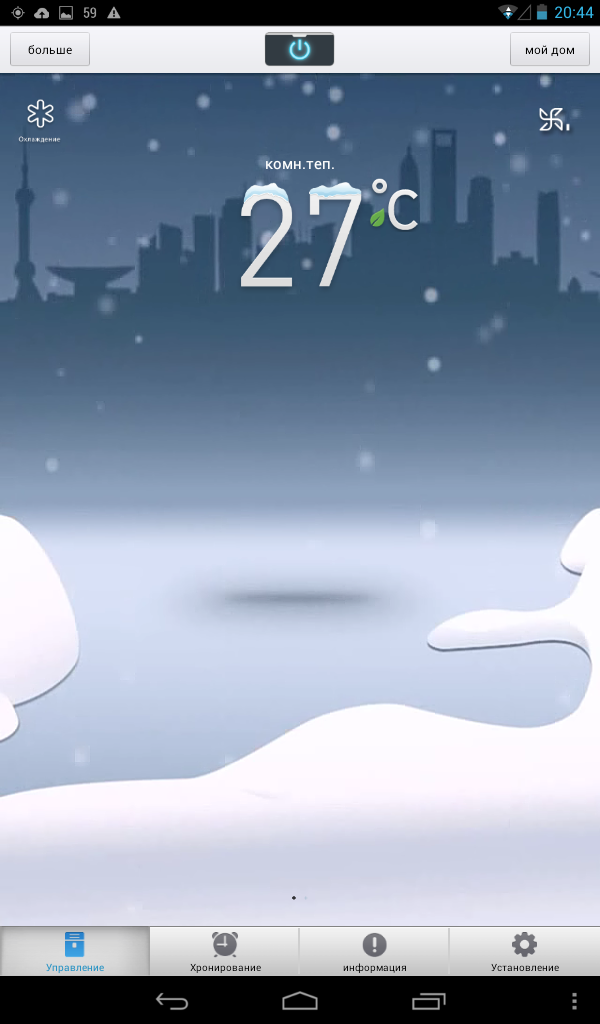 59
20:44
больше
мой дом
Охлаждение
комн.теп.
27°C
Управление
Хронирование
информация
Установление